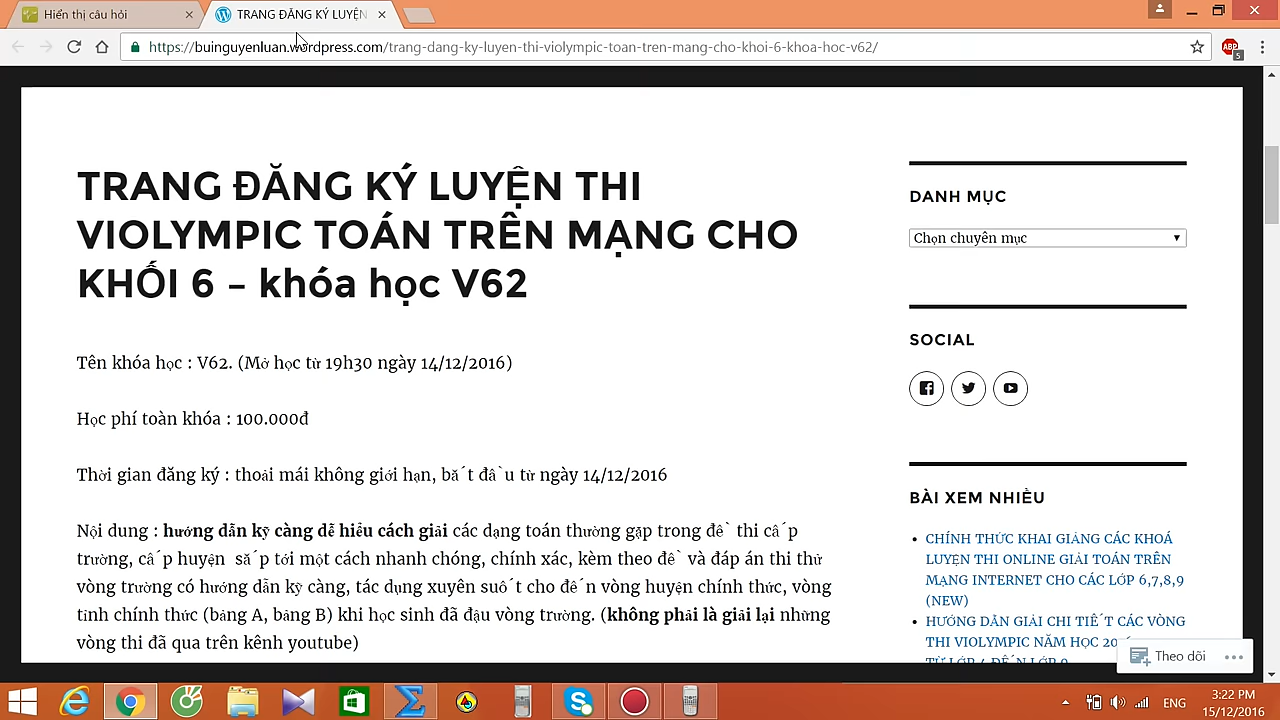 Hiển thị câu hỏi
TRANG ĐĂNG KÝ LUYỆN
https://buinguyenluan.wordpress.com/trang-dang-ky-luyen-thi-violympic-toan-tren-mang-cho-khoi-6-khoa-hoc-v62/
ABP
5
TRANG ĐĂNG KÝ LUYỆN THI
VIOLYMPIC TOÁN TRÊN MẠNG CHO
KHỐI 6 – khóa học V62
Tên khóa học : V62. (Mở học từ 19h30 ngày 14/12/2016)
Học phí toàn khóa : 100.000đ
Thời gian đăng ký : thoải mái không giới hạn, bắt đầu từ ngày 14/12/2016
Nội dung : hướng dẫn kỹ càng dễ hiểu cách giải các dạng toán thường gặp trong đề thi cấp
trường, cấp huyện sắp tới một cách nhanh chóng, chính xác, kèm theo đề và đáp án thi thử
vòng trường có hướng dẫn kỹ càng, tác dụng xuyên suốt cho đến vòng huyện chính thức, vòng
tỉnh chính thức (bảng A, bảng B) khi học sinh đã đậu vòng trường. (không phải là giải lại những
vòng thi đã qua trên kênh youtube)
DANH MỤC
Chọn chuyên mục
SOCIAL
BÀI XEM NHIỀU
CHÍNH THỨC KHAI GIẢNG CÁC KHOÁ
LUYỆN THI ONLINE GIẢI TOÁN TRÊN
MẠNG INTERNET CHO CÁC LỚP 6,7,8,9
(NEW)
HƯỚNG DẪN GIẢI CHI TIẾT CÁC VÒNG
THI VIOLYMPIC NĂM HỌC
TỪ LỚP 4 ĐẾN LỚP 9
Theo dõi
ENG
3:22 PM
15/12/2016